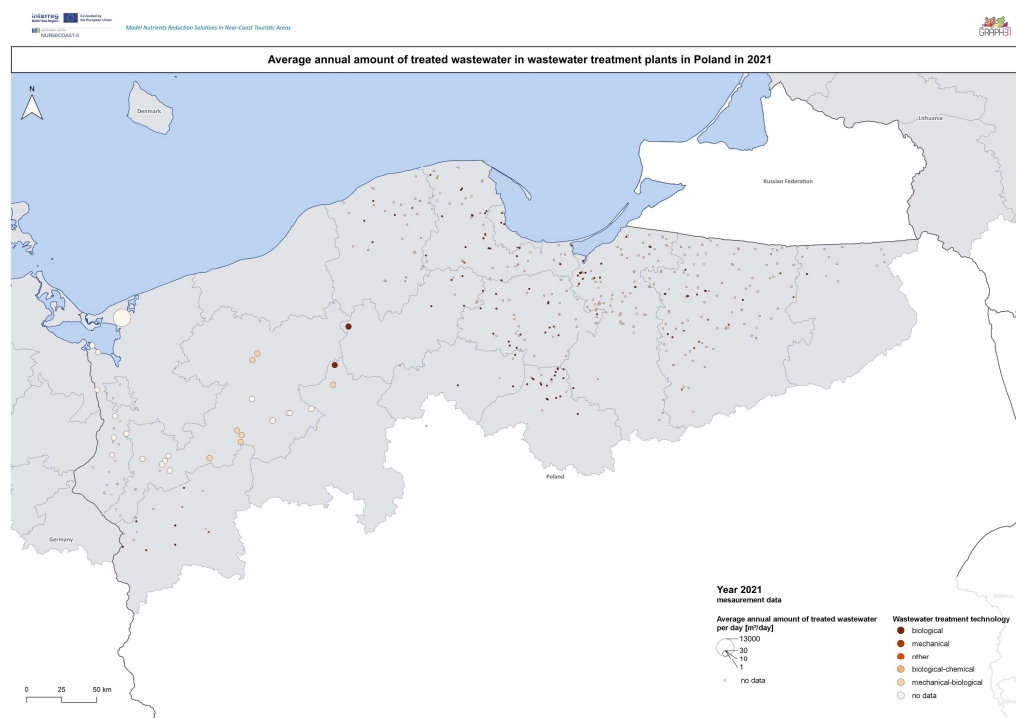 Interreg
Baltic Sea Region
Co-funded by
the European Union
NURSECOAST-II
Model Nutrients Reduction Solutions In Near-Coast Touristic Areas
GRAPH31
Average annual amount of treated wastewater in wastewater treatment plants in Poland in 2021
N
Denmark
Lithuania
Russian Federation
Poland
Germany
Belarus
Year 2021
mesaurement data
Average annual amount of treated wastewater
per day [m³/day]
13000
30
10
1
no data
Wastewater treatment technology
biological
mechanical
other
biological-chemical
mechanical-biological
no data
0 25 50 km